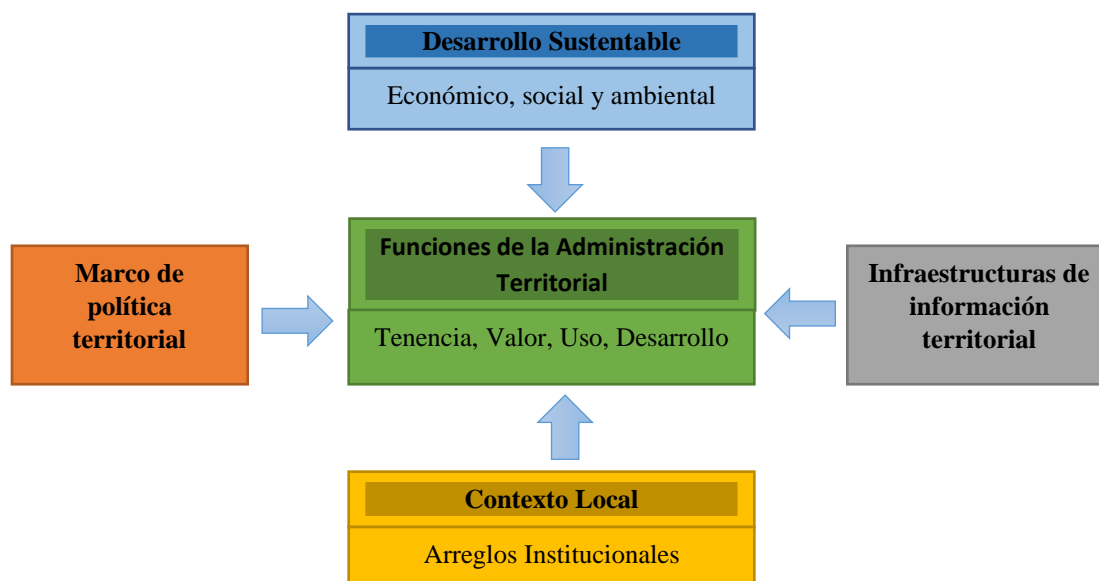 Desarrollo Sustentable
Económico, social y ambiental
Funciones de la Administración
Territorial
Tenencia, Valor, Uso, Desarrollo
Marco de
política
territorial
Infraestructuras de
información
territorial
Contexto Local
Arreglos Institucionales